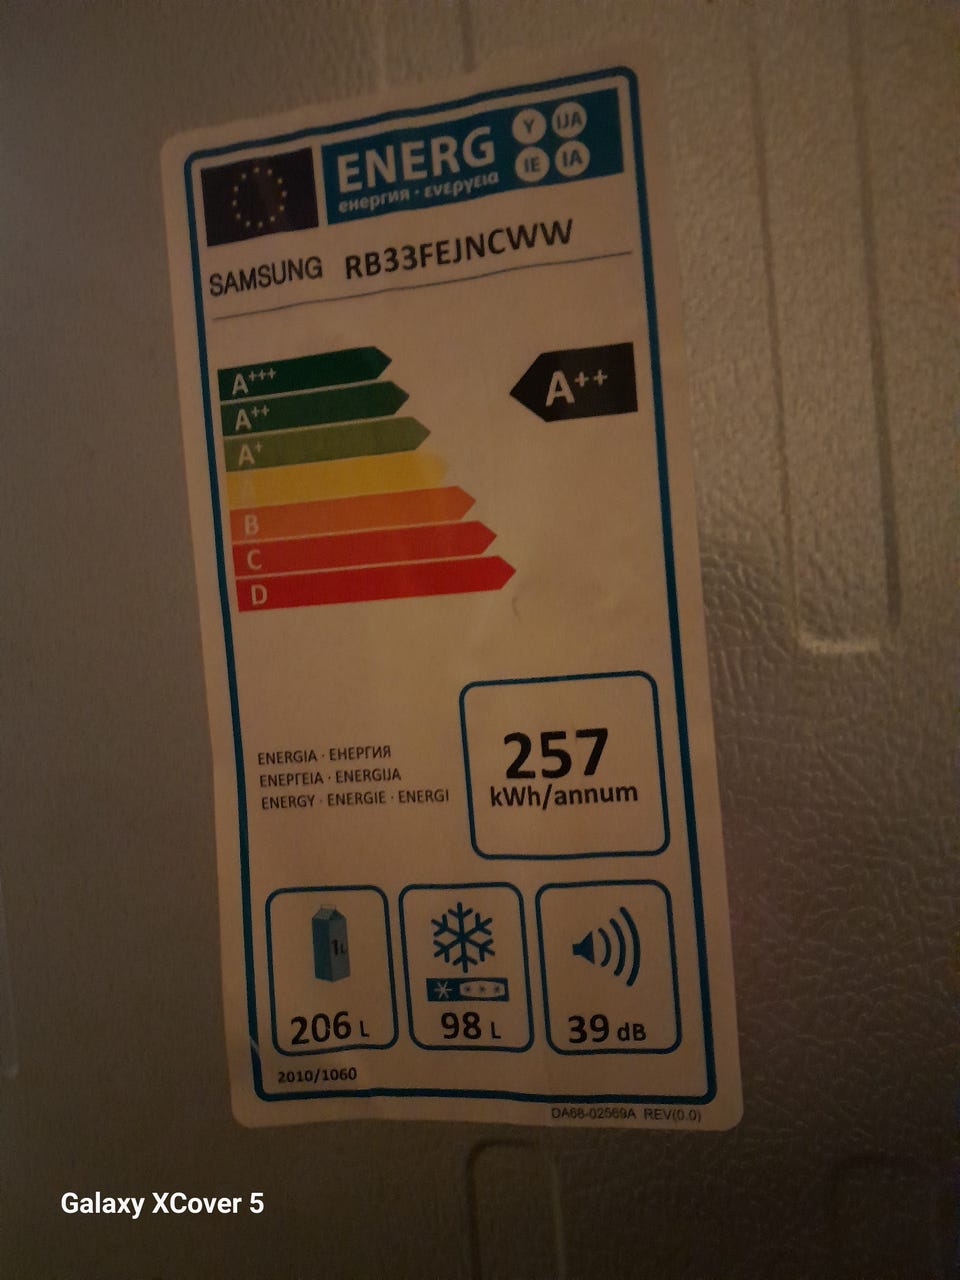 ENERG Y IJA
IE IA
енергия · ενεργεια
SAMSUNG RB33FEJNCWW
A+++
A++
A++
A+
B
C
D
ENERGIA · ЕНЕРГИЯ
ΕΝΕΡΓΕΙΑ · ENERGIJA
ENERGY · ENERGIE · ENERGI
257
kWh/annum
1L
206 L
98 L
39 dB
2010/1060
DA68-02569A REV(0.0)
Galaxy XCover 5